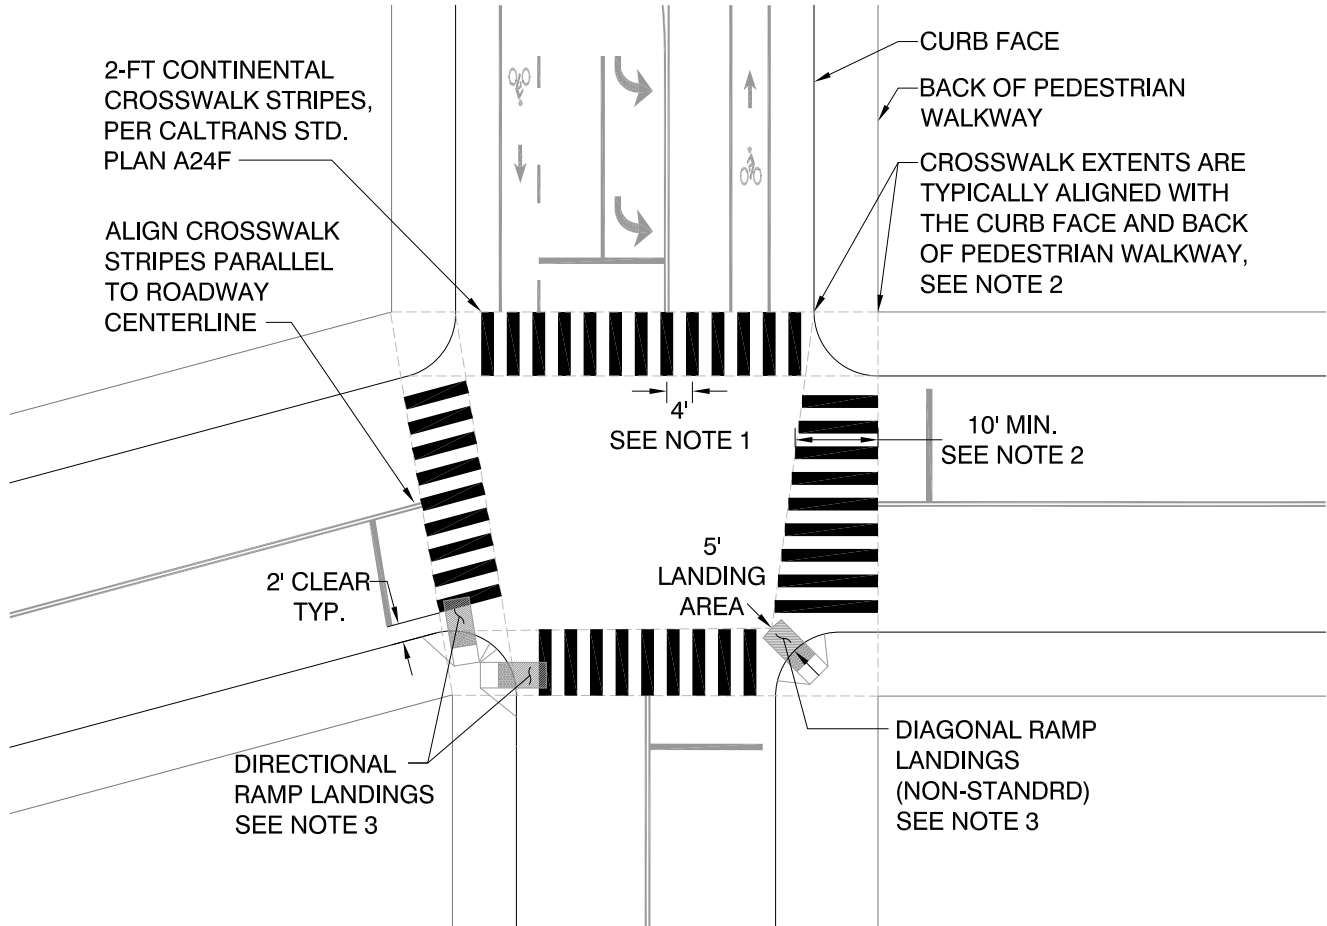 2-FT CONTINENTAL
CROSSWALK STRIPES,
PER CALTRANS STD.
PLAN A24F
ALIGN CROSSWALK
STRIPES PARALLEL
TO ROADWAY
CENTERLINE
CURB FACE
BACK OF PEDESTRIAN
WALKWAY
CROSSWALK EXTENTS ARE
TYPICALLY ALIGNED WITH
THE CURB FACE AND BACK
OF PEDESTRIAN WALKWAY,
SEE NOTE 2
4'
SEE NOTE 1
10' MIN.
SEE NOTE 2
2' CLEAR
TYP.
5'
LANDING
AREA
DIRECTIONAL
RAMP LANDINGS
SEE NOTE 3
DIAGONAL RAMP
LANDINGS
(NON-STANDRD)
SEE NOTE 3